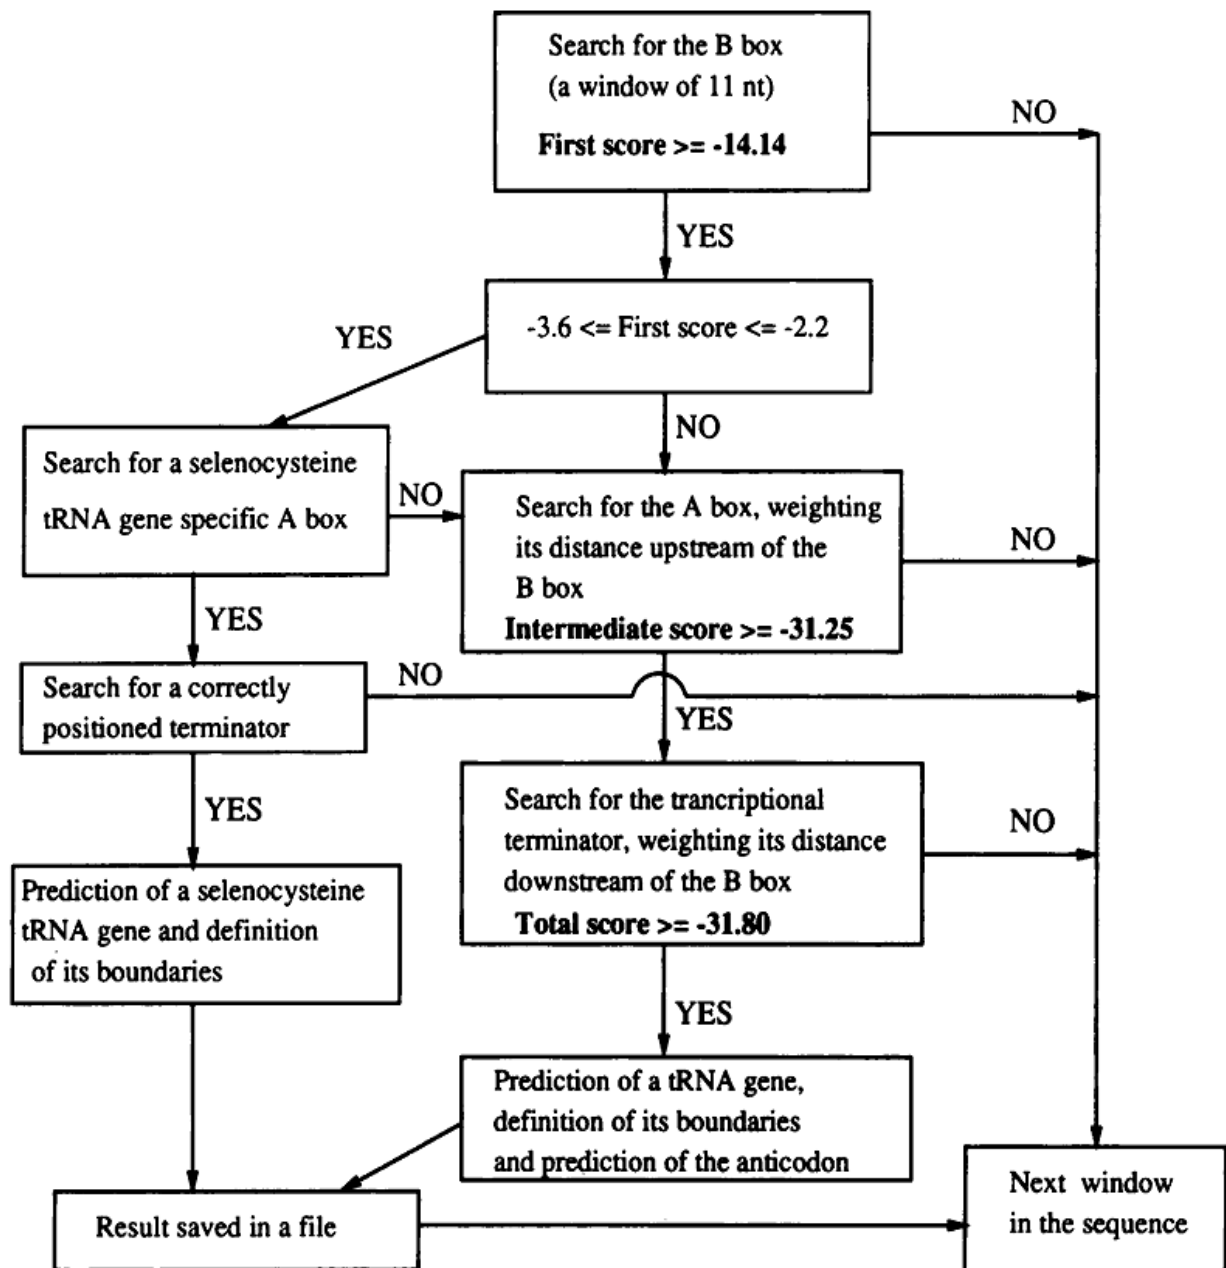 Search for the B box
(a window of 11 nt)
First score >= -14.14
NO
YES
-3.6 <= First score <= -2.2
YES
NO
Search for a selenocysteine
tRNA gene specific A box
NO
Search for the A box, weighting
its distance upstream of the
B box
Intermediate score >= -31.25
NO
YES
Search for a correctly
positioned terminator
NO
YES
YES
Search for the trancriptional
terminator, weighting its distance
downstream of the B box
Total score >= -31.80
NO
Prediction of a selenocysteine
tRNA gene and definition
of its boundaries
YES
Prediction of a tRNA gene,
definition of its boundaries
and prediction of the anticodon
Result saved in a file
Next window
in the sequence